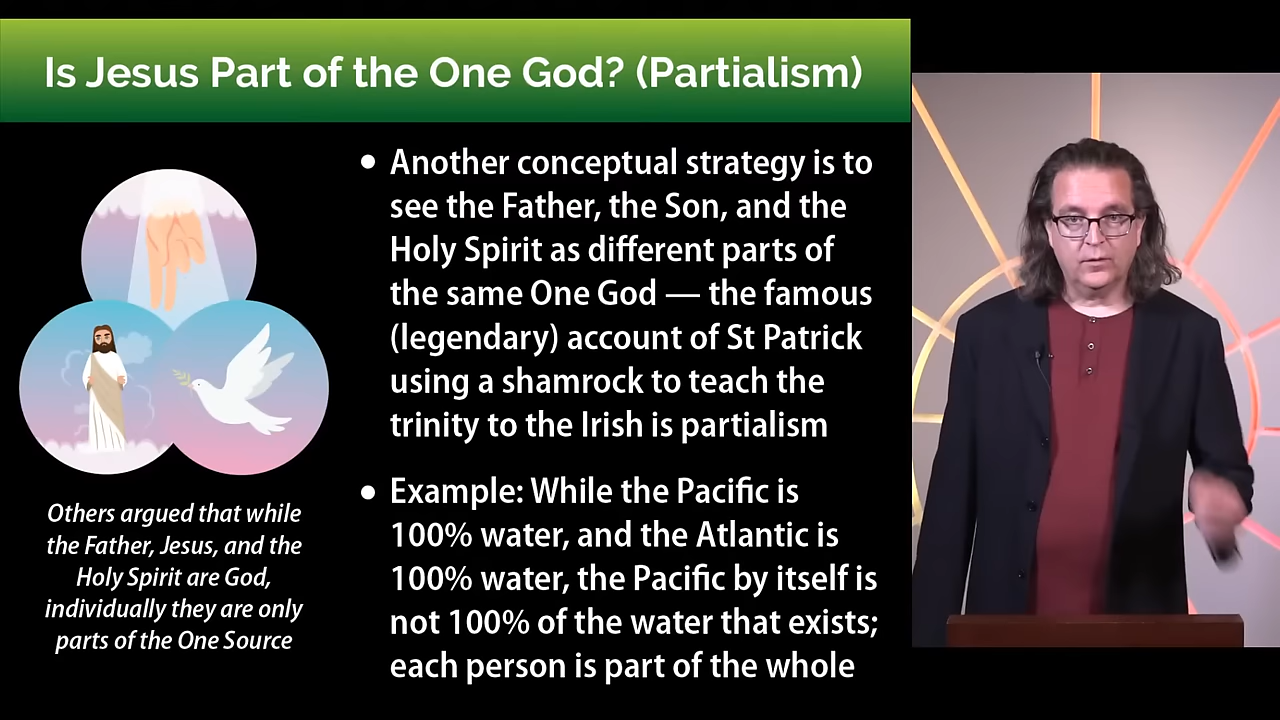 Is Jesus Part of the One God? (Partialism)
Others argued that while
the Father, Jesus, and the
Holy Spirit are God,
individually they are only
parts of the One Source
• Another conceptual strategy is to
see the Father, the Son, and the
Holy Spirit as different parts of
the same One God — the famous
(legendary) account of St Patrick
using a shamrock to teach the
trinity to the Irish is partialism
• Example: While the Pacific is
100% water, and the Atlantic is
100% water, the Pacific by itself is
not 100% of the water that exists;
each person is part of the whole